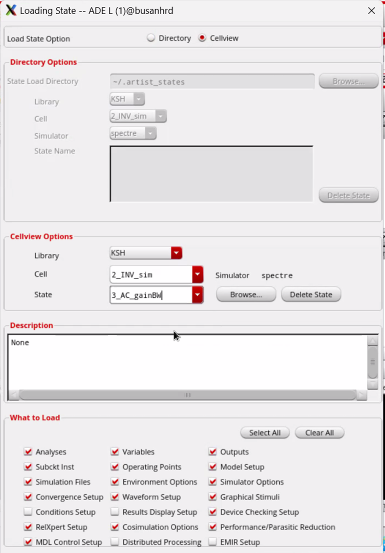 Loading State -- ADE L (1)@busanhrd
Load State Option Directory Cellview
Directory Options
State Load Directory ~/.artist_states Browse...
Library KSH
Cell 2_INV_sim
Simulator spectre
State Name
Delete State
Cellview Options
Library KSH
Cell 2_INV_sim Simulator spectre
State 3_AC_gainBW Browse... Delete State
Description
None
What to Load
Select All Clear All
Analyses Variables Outputs
Subckt Inst Operating Points Model Setup
Simulation Files Environment Options Simulator Options
Convergence Setup Waveform Setup Graphical Stimuli
Conditions Setup Results Display Setup Device Checking Setup
RelXpert Setup Cosimulation Options Performance/Parasitic Reduction
MDL Control Setup Distributed Processing EMIR Setup